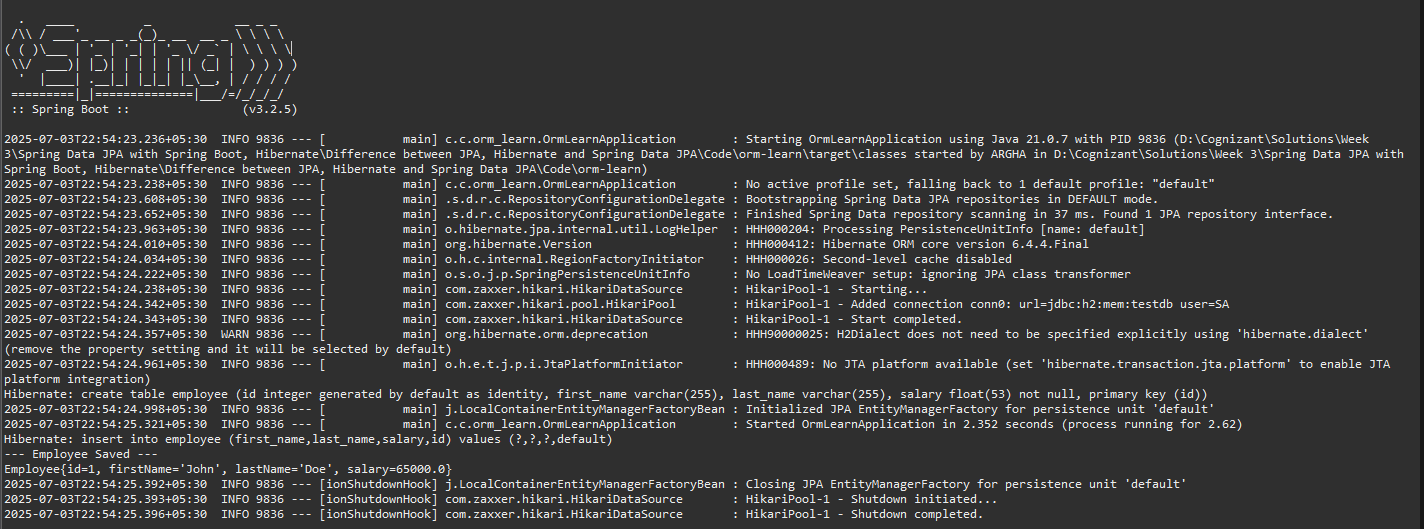 .   ____          _            __ _ _
 /\\ / ___'_ __ _ _(_)_ __  __ _ \ \ \ \
( ( )\___ | '_ | '_| | '_ \/ _` | \ \ \ \
 \\/  ___)| |_)| | | | | || (_| |  ) ) ) )
  '  |____| .__|_| |_|_| |_\__, | / / / /
 =========|_|==============|___/=/_/_/_/
 :: Spring Boot ::                (v3.2.5)
2025-07-03T22:54:23.236+05:30  INFO 9836 --- [           main] c.c.orm_learn.OrmLearnApplication        : Starting OrmLearnApplication using Java 21.0.7 with PID 9836 (D:\Cognizant\Solutions\Week
3\Spring Data JPA with Spring Boot, Hibernate\Difference between JPA, Hibernate and Spring Data JPA\Code\orm-learn\target\classes started by ARGHA in D:\Cognizant\Solutions\Week 3\Spring Data JPA with
Spring Boot, Hibernate\Difference between JPA, Hibernate and Spring Data JPA\Code\orm-learn)
2025-07-03T22:54:23.238+05:30  INFO 9836 --- [           main] c.c.orm_learn.OrmLearnApplication        : No active profile set, falling back to 1 default profile: "default"
2025-07-03T22:54:23.608+05:30  INFO 9836 --- [           main] .s.d.r.c.RepositoryConfigurationDelegate : Bootstrapping Spring Data JPA repositories in DEFAULT mode.
2025-07-03T22:54:23.652+05:30  INFO 9836 --- [           main] .s.d.r.c.RepositoryConfigurationDelegate : Finished Spring Data repository scanning in 37 ms. Found 1 JPA repository interface.
2025-07-03T22:54:23.963+05:30  INFO 9836 --- [           main] o.hibernate.jpa.internal.util.LogHelper  : HHH000204: Processing PersistenceUnitInfo [name: default]
2025-07-03T22:54:24.010+05:30  INFO 9836 --- [           main] org.hibernate.Version                    : HHH000412: Hibernate ORM core version 6.4.4.Final
2025-07-03T22:54:24.034+05:30  INFO 9836 --- [           main] o.h.c.internal.RegionFactoryInitiator    : HHH000026: Second-level cache disabled
2025-07-03T22:54:24.222+05:30  INFO 9836 --- [           main] o.s.o.j.p.SpringPersistenceUnitInfo      : No LoadTimeWeaver setup: ignoring JPA class transformer
2025-07-03T22:54:24.238+05:30  INFO 9836 --- [           main] com.zaxxer.hikari.HikariDataSource       : HikariPool-1 - Starting...
2025-07-03T22:54:24.342+05:30  INFO 9836 --- [           main] com.zaxxer.hikari.pool.HikariPool        : HikariPool-1 - Added connection conn0: url=jdbc:h2:mem:testdb user=SA
2025-07-03T22:54:24.343+05:30  INFO 9836 --- [           main] com.zaxxer.hikari.HikariDataSource       : HikariPool-1 - Start completed.
2025-07-03T22:54:24.357+05:30  WARN 9836 --- [           main] org.hibernate.orm.deprecation            : HHH90000025: H2Dialect does not need to be specified explicitly using 'hibernate.dialect'
(remove the property setting and it will be selected by default)
2025-07-03T22:54:24.961+05:30  INFO 9836 --- [           main] o.h.e.t.j.p.i.JtaPlatformInitiator       : HHH000489: No JTA platform available (set 'hibernate.transaction.jta.platform' to enable JTA
platform integration)
Hibernate: create table employee (id integer generated by default as identity, first_name varchar(255), last_name varchar(255), salary float(53) not null, primary key (id))
2025-07-03T22:54:24.998+05:30  INFO 9836 --- [           main] j.LocalContainerEntityManagerFactoryBean : Initialized JPA EntityManagerFactory for persistence unit 'default'
2025-07-03T22:54:25.321+05:30  INFO 9836 --- [           main] c.c.orm_learn.OrmLearnApplication        : Started OrmLearnApplication in 2.352 seconds (process running for 2.62)
Hibernate: insert into employee (first_name,last_name,salary,id) values (?,?,?,default)
--- Employee Saved ---
Employee{id=1, firstName='John', lastName='Doe', salary=65000.0}
2025-07-03T22:54:25.392+05:30  INFO 9836 --- [ionShutdownHook] j.LocalContainerEntityManagerFactoryBean : Closing JPA EntityManagerFactory for persistence unit 'default'
2025-07-03T22:54:25.393+05:30  INFO 9836 --- [ionShutdownHook] com.zaxxer.hikari.HikariDataSource       : HikariPool-1 - Shutdown initiated...
2025-07-03T22:54:25.396+05:30  INFO 9836 --- [ionShutdownHook] com.zaxxer.hikari.HikariDataSource       : HikariPool-1 - Shutdown completed.